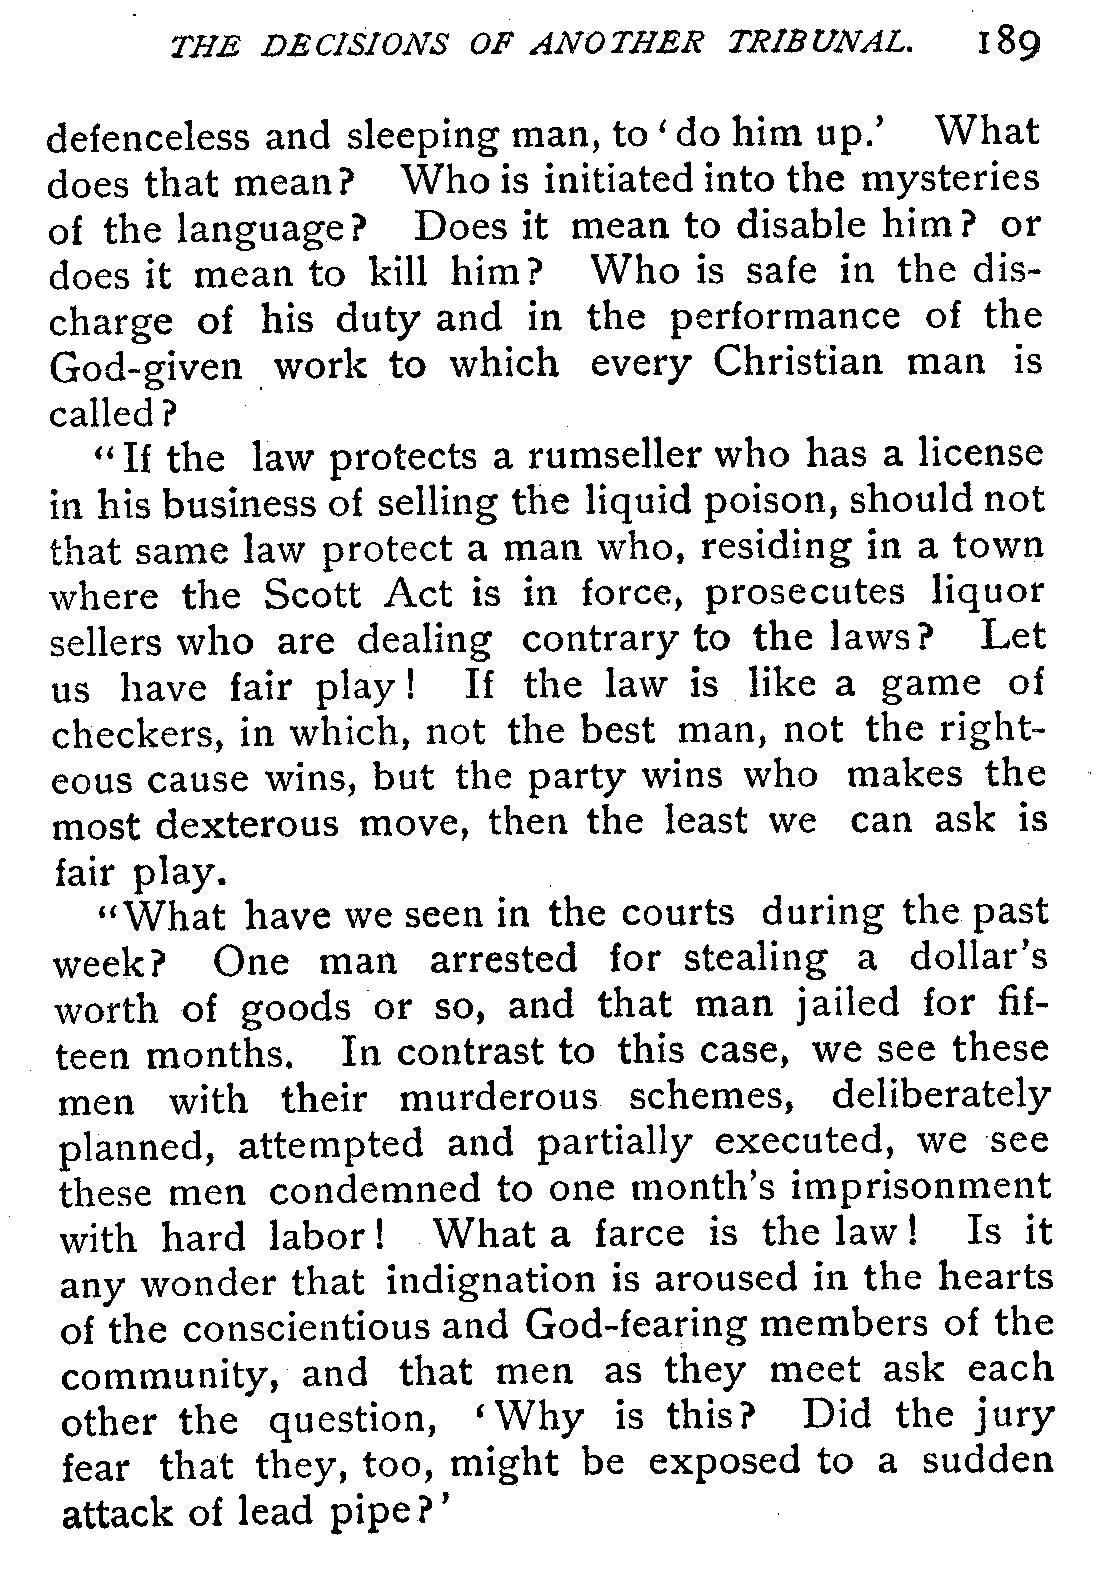 THE DECISIONS OF ANOTHER TRIBUNAL. 189
defenceless and sleeping man, to ‘do him up.’ What
does that mean? Who is initiated into the mysteries
of the language? Does it mean to disable him? or
does it mean to kill him? Who is safe in the dis-
charge of his duty and in the performance of the
God-given work to which every Christian man is
called?
“If the law protects a rumseller who has a license
in his business of selling the liquid poison, should not
that same law protect a man who, residing in a town
where the Scott Act is in force, prosecutes liquor
sellers who are dealing contrary to the laws? Let
us have fair play! If the law is like a game of
checkers, in which, not the best man, not the right-
eous cause wins, but the party wins who makes the
most dexterous move, then the least we can ask is
fair play.
“What have we seen in the courts during the past
week? One man arrested for stealing a dollar’s
worth of goods or so, and that man jailed for fif-
teen months. In contrast to this case, we see these
men with their murderous schemes, deliberately
planned, attempted and partially executed, we see
these men condemned to one month’s imprisonment
with hard labor! What a farce is the law! Is it
any wonder that indignation is aroused in the hearts
of the conscientious and God-fearing members of the
community, and that men as they meet ask each
other the question, ‘Why is this? Did the jury
fear that they, too, might be exposed to a sudden
attack of lead pipe?’